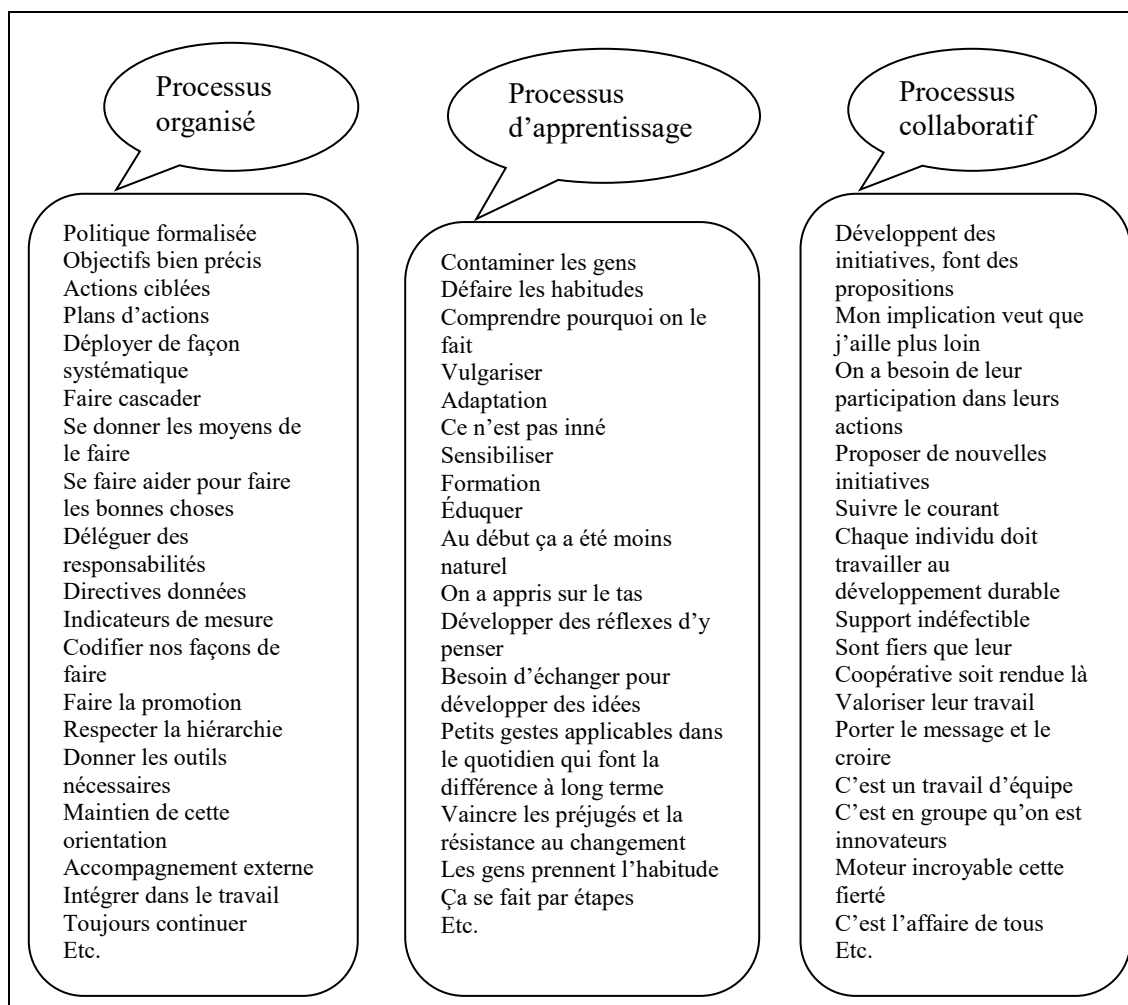 Processus
organisé
Politique formalisée
Objectifs bien précis
Actions ciblées
Plans d’actions
Déployer de façon
systématique
Faire cascader
Se donner les moyens de
le faire
Se faire aider pour faire
les bonnes choses
Déléguer des
responsabilités
Directives données
Indicateurs de mesure
Codifier nos façons de
faire
Faire la promotion
Respecter la hiérarchie
Donner les outils
nécessaires
Maintien de cette
orientation
Accompagnement externe
Intégrer dans le travail
Toujours continuer
Etc.
Processus
d’apprentissage
Contaminer les gens
Défaire les habitudes
Comprendre pourquoi on le
fait
Vulgariser
Adaptation
Ce n’est pas inné
Sensibiliser
Formation
Éduquer
Au début ça a été moins
naturel
On a appris sur le tas
Développer des réflexes d’y
penser
Besoin d’échanger pour
développer des idées
Petits gestes applicables dans
le quotidien qui font la
différence à long terme
Vaincre les préjugés et la
résistance au changement
Les gens prennent l’habitude
Ça se fait par étapes
Etc.
Processus
collaboratif
Développent des
initiatives, font des
propositions
Mon implication veut que
j’aille plus loin
On a besoin de leur
participation dans leurs
actions
Proposer de nouvelles
initiatives
Suivre le courant
Chaque individu doit
travailler au
développement durable
Support indéfectible
Sont fiers que leur
Coopérative soit rendue là
Valoriser leur travail
Porter le message et le
croire
C’est un travail d’équipe
C’est en groupe qu’on est
innovateurs
Moteur incroyable cette
fierté
C’est l’affaire de tous
Etc.